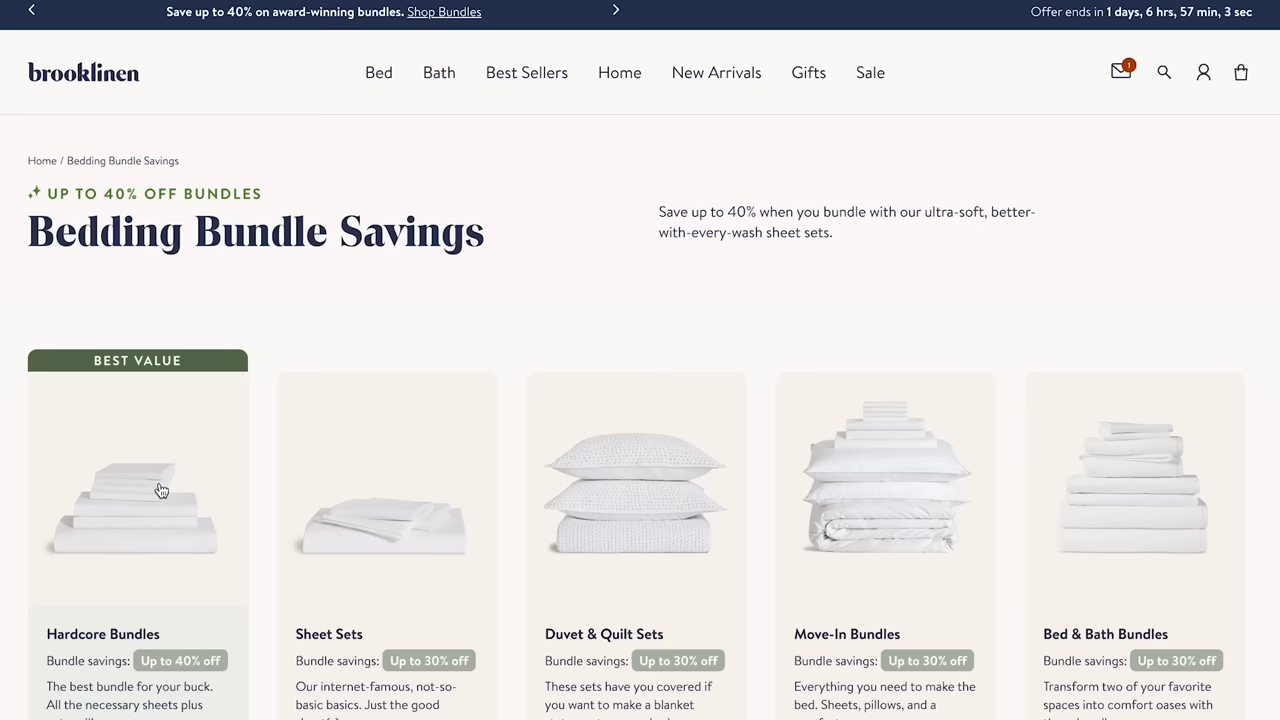 Save up to 40% on award-winning bundles. Shop Bundles
Offer ends in 1 days, 6 hrs, 57 min, 3 sec
brooklinen
Bed Bath Best Sellers Home New Arrivals Gifts Sale
1
Home / Bedding Bundle Savings
UP TO 40% OFF BUNDLES
Bedding Bundle Savings
Save up to 40% when you bundle with our ultra-soft, better-
with-every-wash sheet sets.
BEST VALUE
Hardcore Bundles
Bundle savings: Up to 40% off
The best bundle for your buck.
All the necessary sheets plus
Sheet Sets
Bundle savings: Up to 30% off
Our internet-famous, not-so-
basic basics. Just the good
Duvet & Quilt Sets
Bundle savings: Up to 30% off
These sets have you covered if
you want to make a blanket
Move-In Bundles
Bundle savings: Up to 30% off
Everything you need to make the
bed. Sheets, pillows, and a
Bed & Bath Bundles
Bundle savings: Up to 30% off
Transform two of your favorite
spaces into comfort oases with